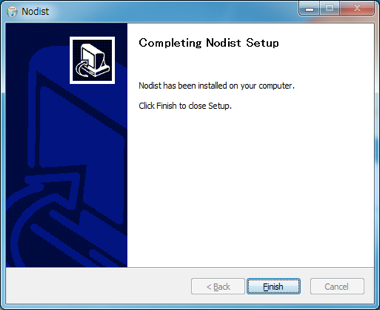 Nodist
Completing Nodist Setup
Nodist has been installed on your computer.
Click Finish to close Setup.
< Back
Finish
Cancel